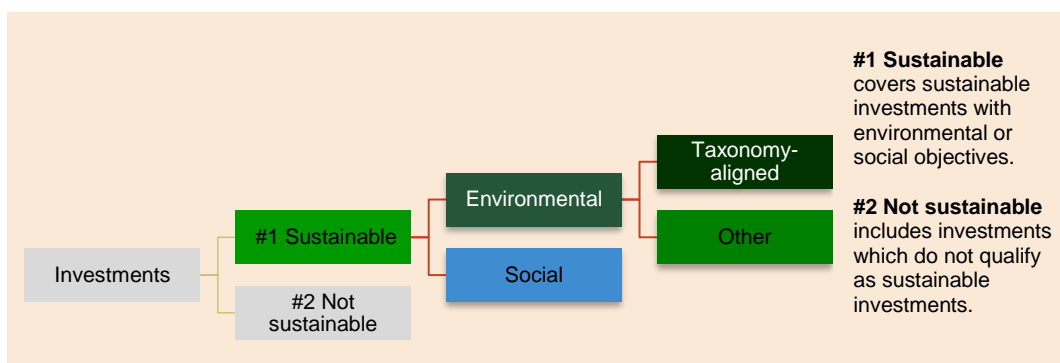 Investments
#1 Sustainable
#2 Not
sustainable
Environmental
Social
Taxonomy-
aligned
Other
#1 Sustainable
covers sustainable
investments with
environmental or
social objectives.
#2 Not sustainable
includes investments
which do not qualify
as sustainable
investments.